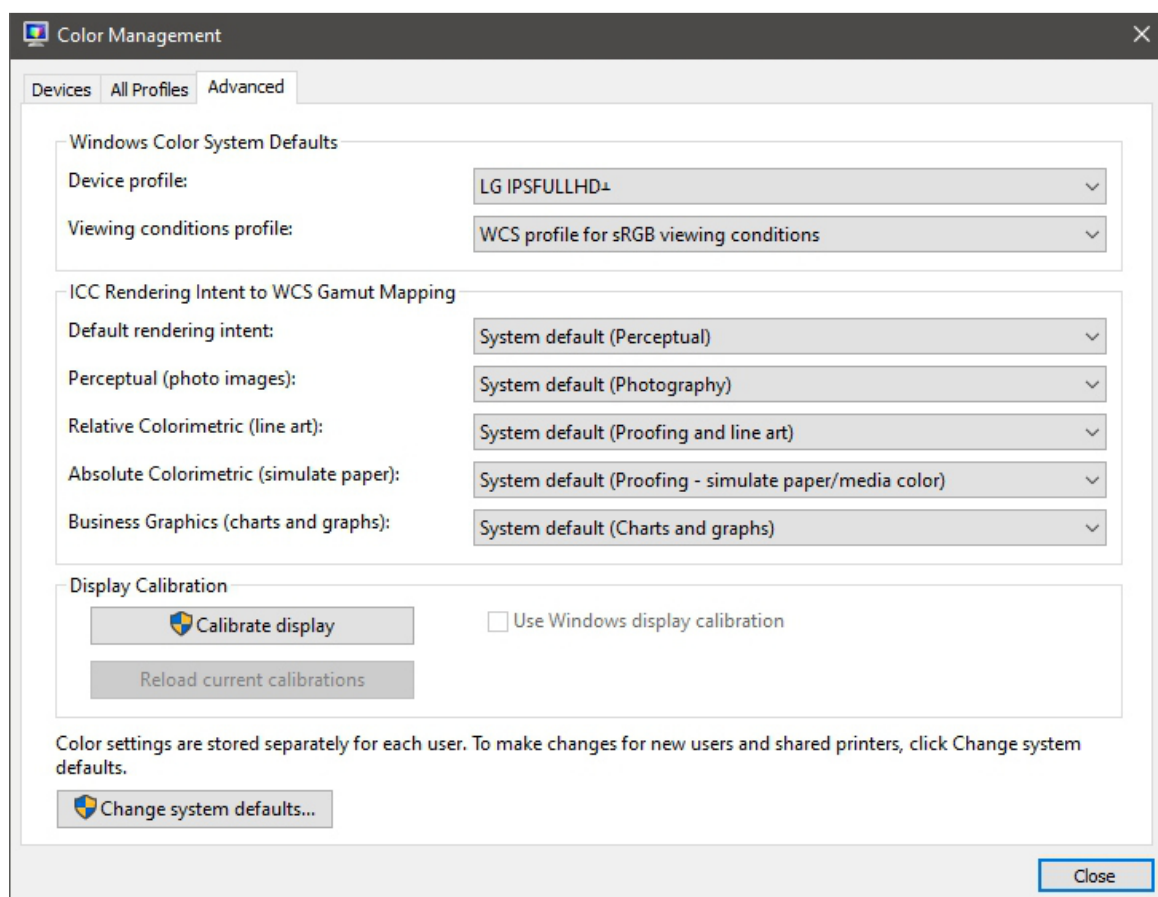 Color Management
Devices
All Profiles
Advanced
Windows Color System Defaults
Device profile:
LG IPSFULLHD┴
Viewing conditions profile:
WCS profile for sRGB viewing conditions
ICC Rendering Intent to WCS Gamut Mapping
Default rendering intent:
System default (Perceptual)
Perceptual (photo images):
System default (Photography)
Relative Colorimetric (line art):
System default (Proofing and line art)
Absolute Colorimetric (simulate paper):
System default (Proofing - simulate paper/media color)
Business Graphics (charts and graphs):
System default (Charts and graphs)
Display Calibration
Calibrate display
Use Windows display calibration
Reload current calibrations
Color settings are stored separately for each user. To make changes for new users and shared printers, click Change system
defaults.
Change system defaults...
Close